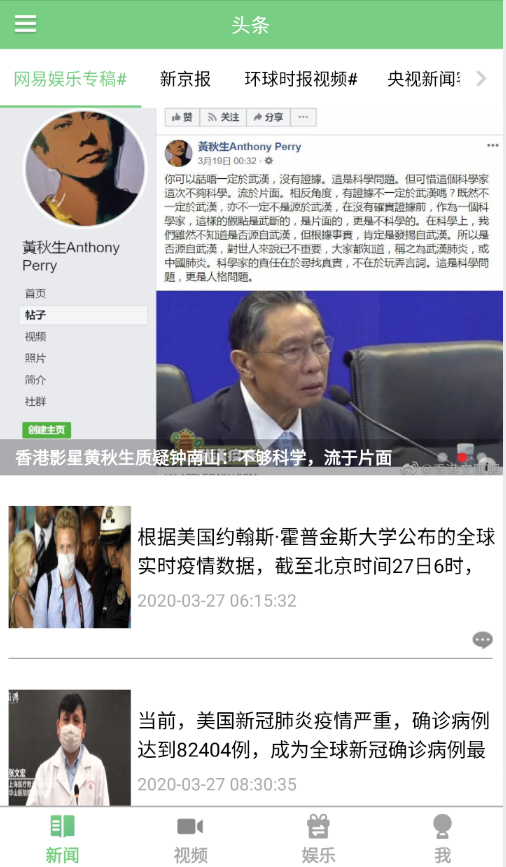 头条
网易娱乐专稿#
新京报
环球时报视频#
央视新闻客
赞
关注
分享
黃秋生Anthony Perry
3月19日 00:32
你可以話唔一定於武漢，沒有證據。這是科學問題。但可惜這個科學家
這次不夠科學。流於片面。相反角度，有證據不一定於武漢嗎？既然不
一定於武漢，亦不一定不是源於武漢，在沒有確實證據前，作為一個科
學家，這樣的觀點是武斷的，是片面的，更是不科學的。在科學上，我
們雖然不知道是否源自武漢，但根據事實，肯定是發揚自武漢。所以是
否源自武漢，對世人來說已不重要，大家都知道，稱之為武漢肺炎，或
中國肺炎。科學家的責任在於尋找真實，不在於玩弄言詞。這是科學問
題，更是人格問題。
黃秋生Anthony
Perry
首页
帖子
视频
照片
简介
社群
创建主页
香港影星黄秋生质疑钟南山：不够科学，流于片面
根据美国约翰斯·霍普金斯大学公布的全球
实时疫情数据，截至北京时间27日6时，
2020-03-27 06:15:32
当前，美国新冠肺炎疫情严重，确诊病例
达到82404例，成为全球新冠确诊病例最
2020-03-27 08:30:35
张文宏
新闻
视频
娱乐
我